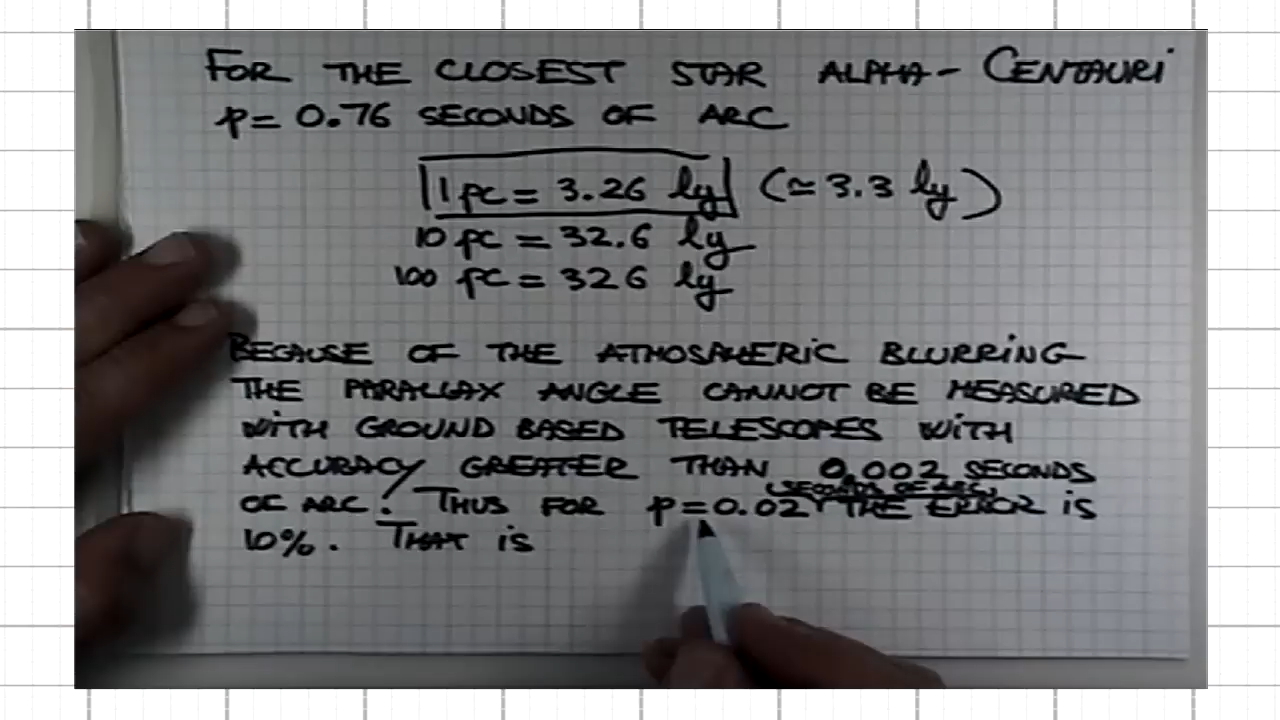 FOR THE CLOSEST STAR ALPHA- CENTAURI
p= 0.76 SECONDS OF ARC
1 pc = 3.26 ly (≃ 3.3 ly)
10 pc = 32.6 ly
100 pc = 326 ly
BECAUSE OF THE ATMOSPHERIC BLURRING
THE PARALLAX ANGLE CANNOT BE MEASURED
WITH GROUND BASED TELESCOPES WITH
ACCURACY GREATER THAN 0.002 SECONDS
(SECONDS OF ARC)
OF ARC! THUS FOR p=0.02 THE ERROR IS
10%. THAT IS